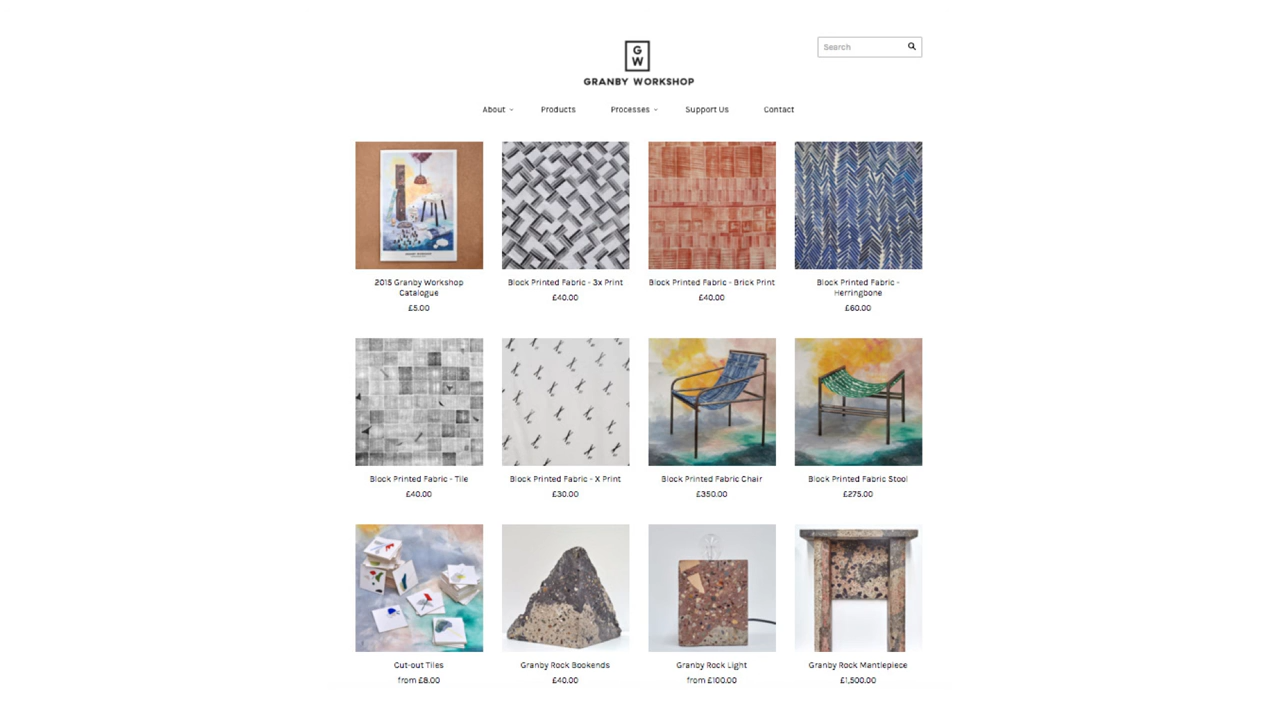 Search
G
W
GRANBY WORKSHOP
About
Products
Processes
Support Us
Contact
2015 Granby Workshop
Catalogue
£5.00
Block Printed Fabric - 3x Print
£40.00
Block Printed Fabric - Brick Print
£40.00
Block Printed Fabric -
Herringbone
£60.00
Block Printed Fabric - Tile
£40.00
Block Printed Fabric - X Print
£30.00
Block Printed Fabric Chair
£350.00
Block Printed Fabric Stool
£275.00
Cut-out Tiles
from £8.00
Granby Rock Bookends
£40.00
Granby Rock Light
from £100.00
Granby Rock Mantlepiece
£1,500.00